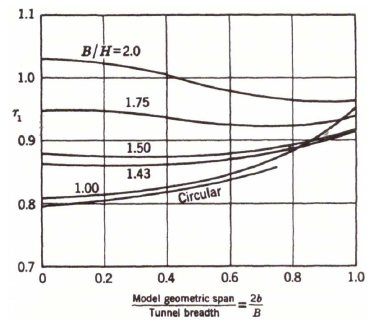 1.1
B/H=2.0
1.0
1.75
τ₁
0.9
1.50
1.43
1.00
Circular
0.8
0.7
0 0.2 0.4 0.6 0.8 1.0
Model geometric span / Tunnel breadth = 2b / B